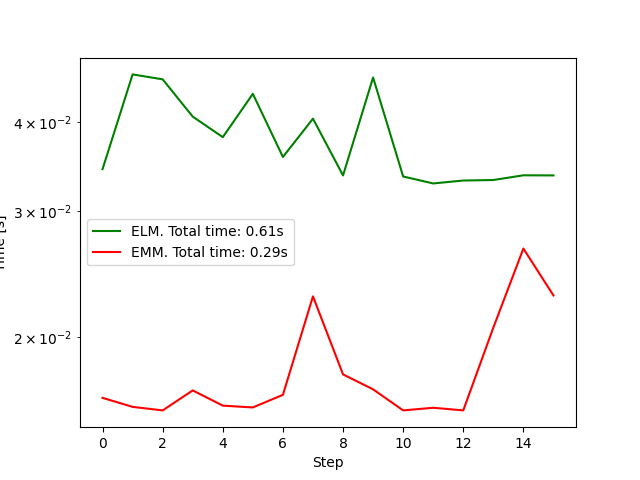 4 × 10⁻²
3 × 10⁻²
2 × 10⁻²
Time [s]
ELM. Total time: 0.61s
EMM. Total time: 0.29s
0 2 4 6 8 10 12 14
Step